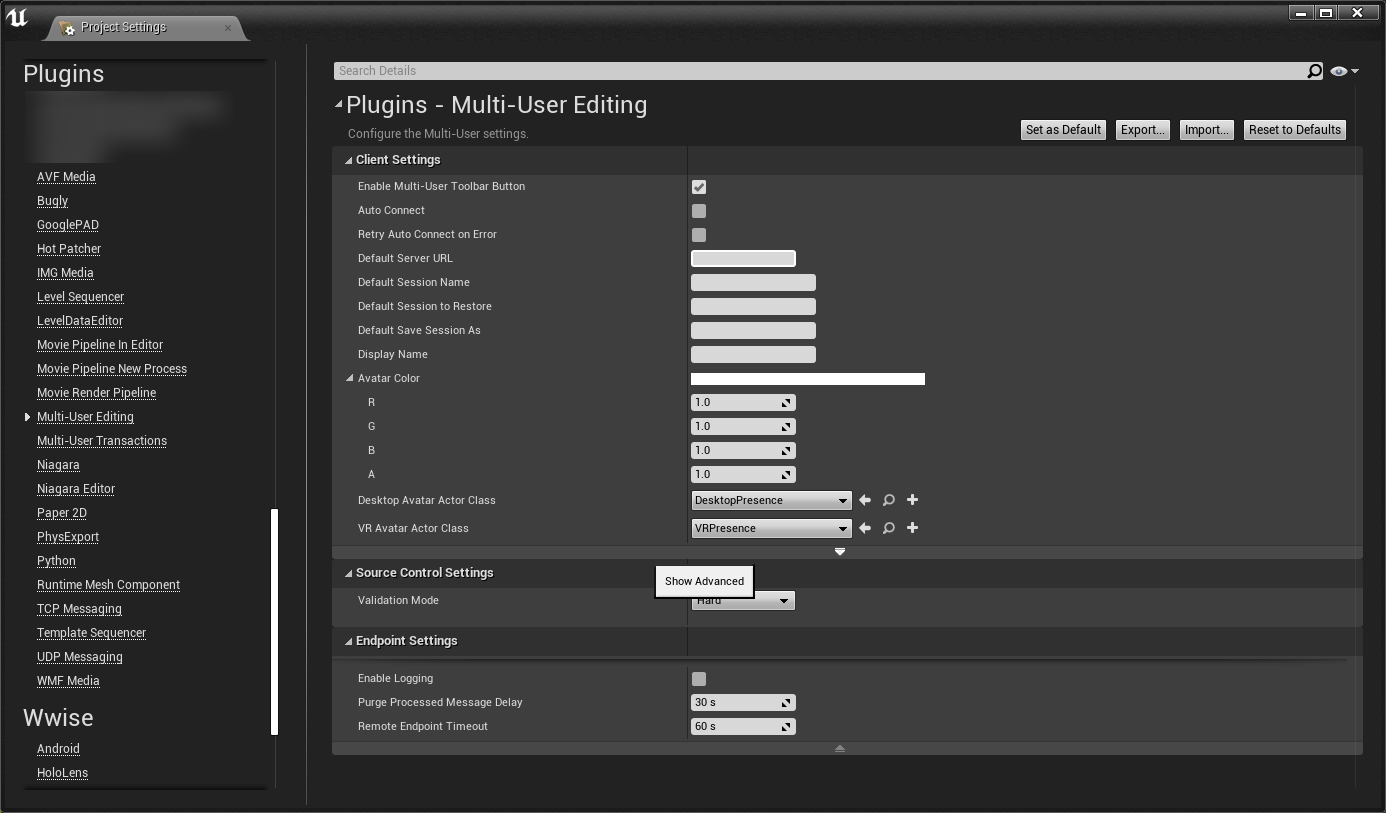 Project Settings
Plugins
AVF Media
Bugly
GooglePAD
Hot Patcher
IMG Media
Level Sequencer
LevelDataEditor
Movie Pipeline In Editor
Movie Pipeline New Process
Movie Render Pipeline
Multi-User Editing
Multi-User Transactions
Niagara
Niagara Editor
Paper 2D
PhysExport
Python
Runtime Mesh Component
TCP Messaging
Template Sequencer
UDP Messaging
WMF Media
Wwise
Android
HoloLens
Search Details
Plugins - Multi-User Editing
Configure the Multi-User settings.
Set as Default Export... Import... Reset to Defaults
Client Settings
Enable Multi-User Toolbar Button
Auto Connect
Retry Auto Connect on Error
Default Server URL
Default Session Name
Default Session to Restore
Default Save Session As
Display Name
Avatar Color
R 1.0
G 1.0
B 1.0
A 1.0
Desktop Avatar Actor Class DesktopPresence
VR Avatar Actor Class VRPresence
Source Control Settings
Show Advanced
Validation Mode Hard
Endpoint Settings
Enable Logging
Purge Processed Message Delay 30 s
Remote Endpoint Timeout 60 s